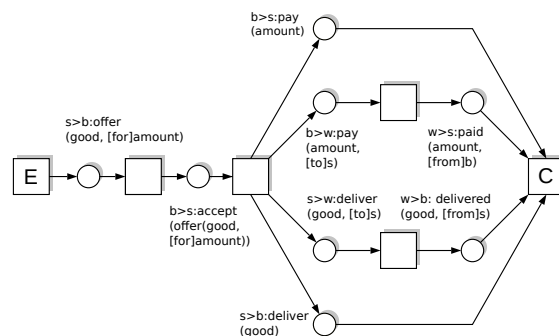 b>s:pay
(amount)
s>b:offer
(good, [for]amount)
b>w:pay
(amount,
[to]s)
w>s:paid
(amount,
[from]b)
E
C
b>s:accept
(offer(good,
[for]amount))
s>w:deliver
(good, [to]s)
w>b: delivered
(good, [from]s)
s>b:deliver
(good)